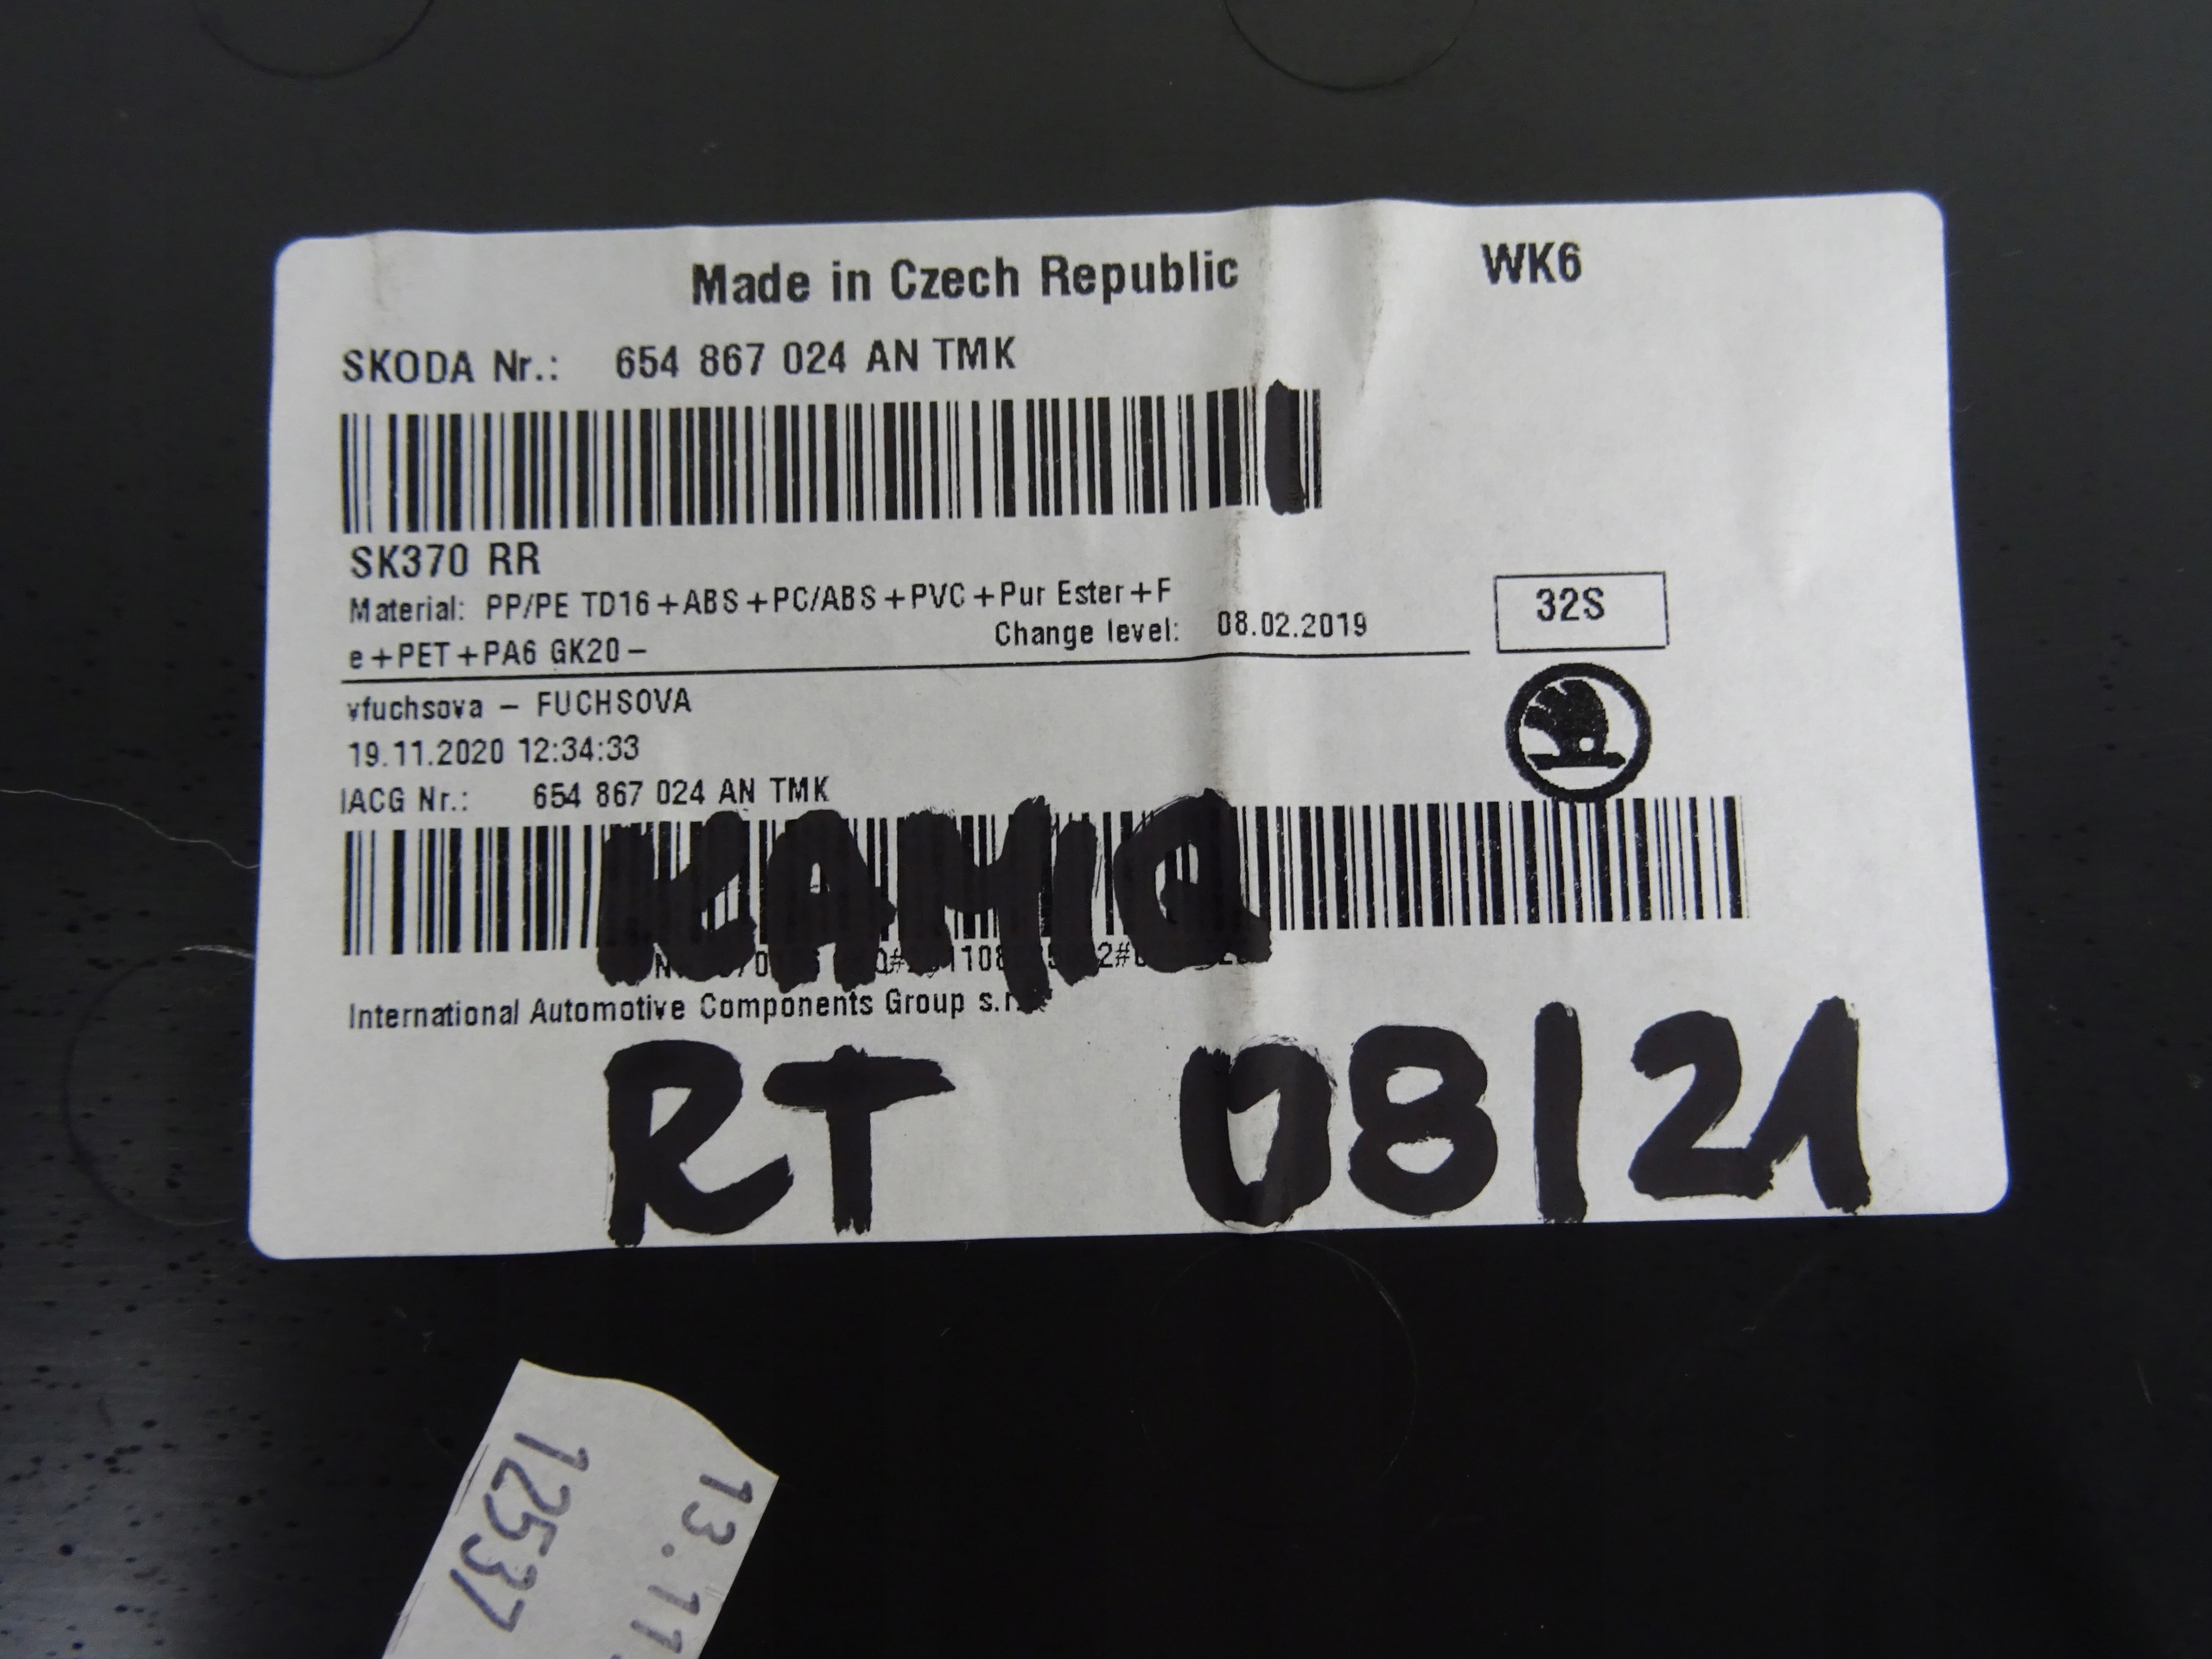 Made in Czech Republic WK6
SKODA Nr.: 654 867 024 AN TMK
SK370 RR
Material: PP/PE TD16+ABS+PC/ABS+PVC+Pur Ester+F
e+PET+PA6 GK20- Change level: 08.02.2019
32S
vfuchsova - FUCHSOVA
19.11.2020 12:34:33
IACG Nr.: 654 867 024 AN TMK
KAMIQ
International Automotive Components Group
RT 08/21
13.11.
12537